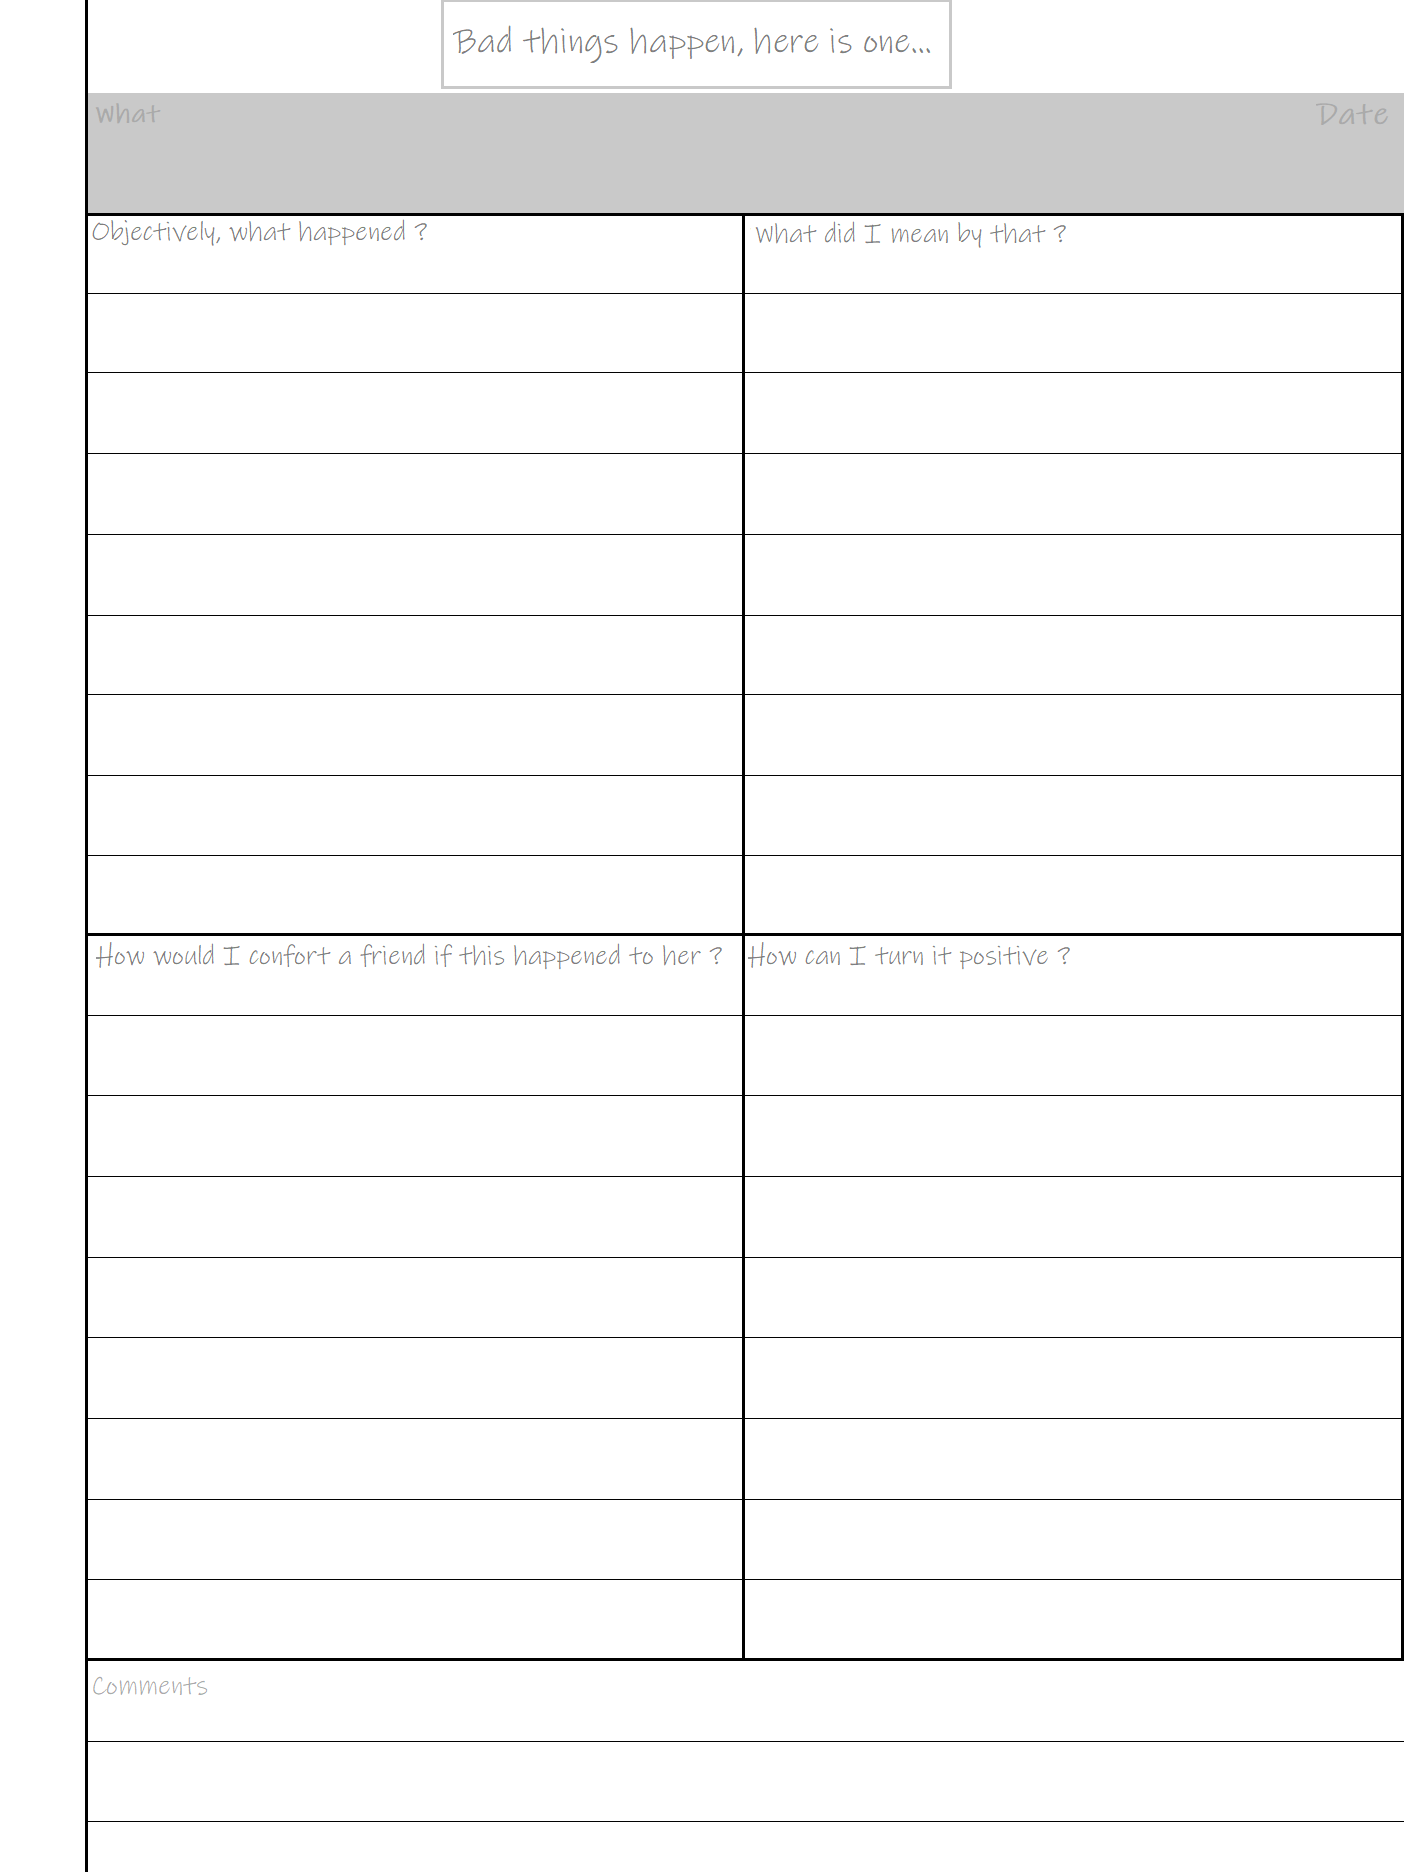 Bad things happen, here is one...
What
Date
Objectively, what happened ?
What did I mean by that ?
How would I confort a friend if this happened to her ?
How can I turn it positive ?
Comments